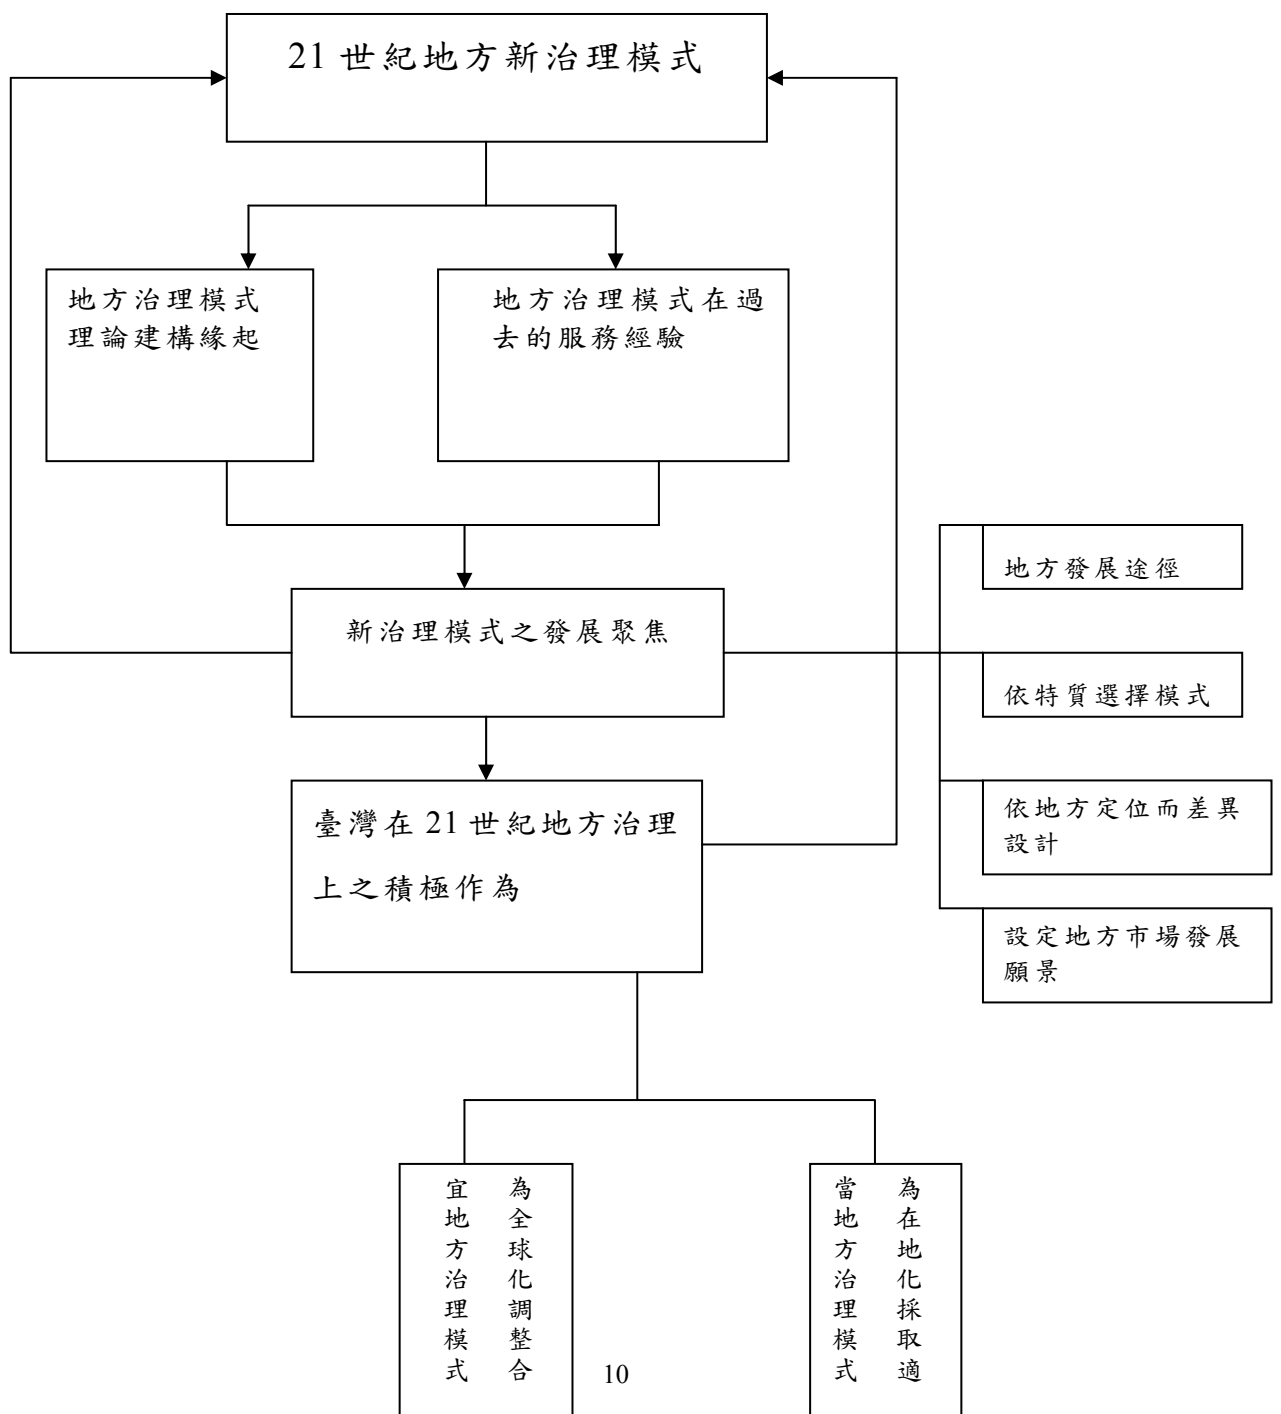 21 世紀地方新治理模式
地方治理模式
理論建構緣起
地方治理模式在過
去的服務經驗
新治理模式之發展聚焦
地方發展途徑
依特質選擇模式
依地方定位而差異
設計
設定地方市場發展
願景
臺灣在 21 世紀地方治理
上之積極作為
為全球化調整合
宜地方治理模式
為在地化採取適
當地方治理模式
10